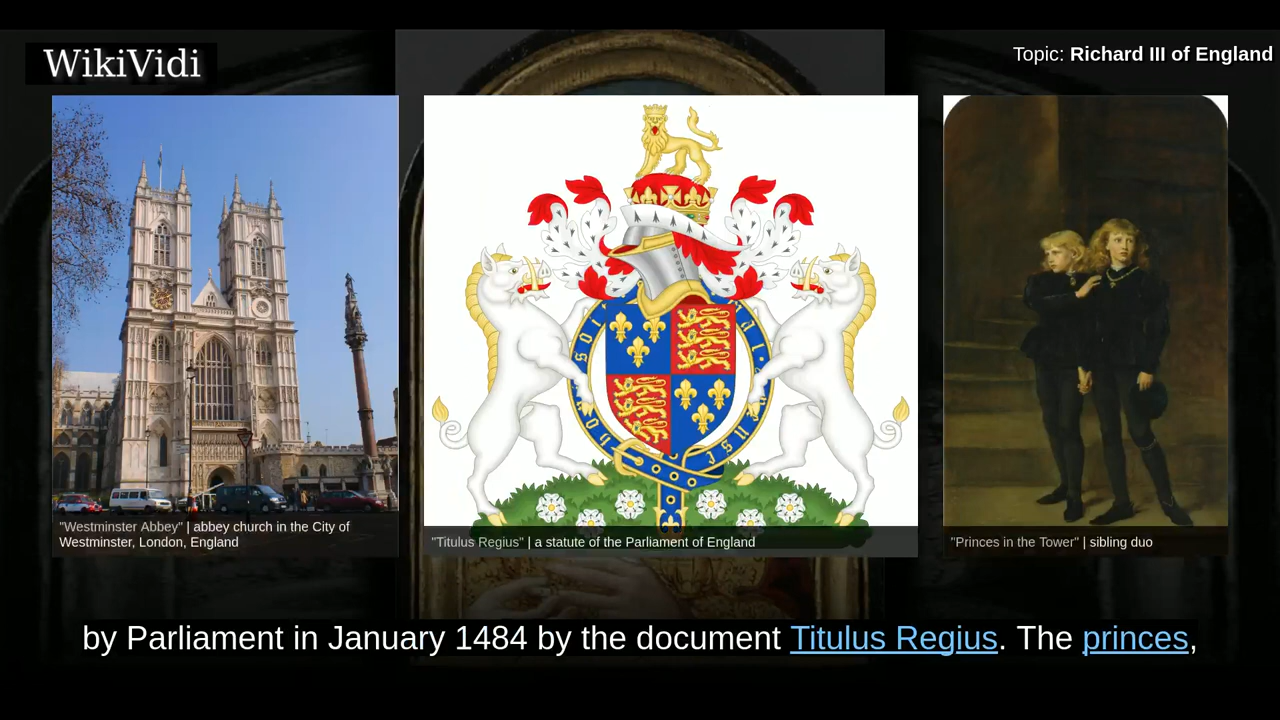 WikiVidi
Topic: Richard III of England
"Westminster Abbey" | abbey church in the City of
Westminster, London, England
"Titulus Regius" | a statute of the Parliament of England
"Princes in the Tower" | sibling duo
by Parliament in January 1484 by the document Titulus Regius. The princes,